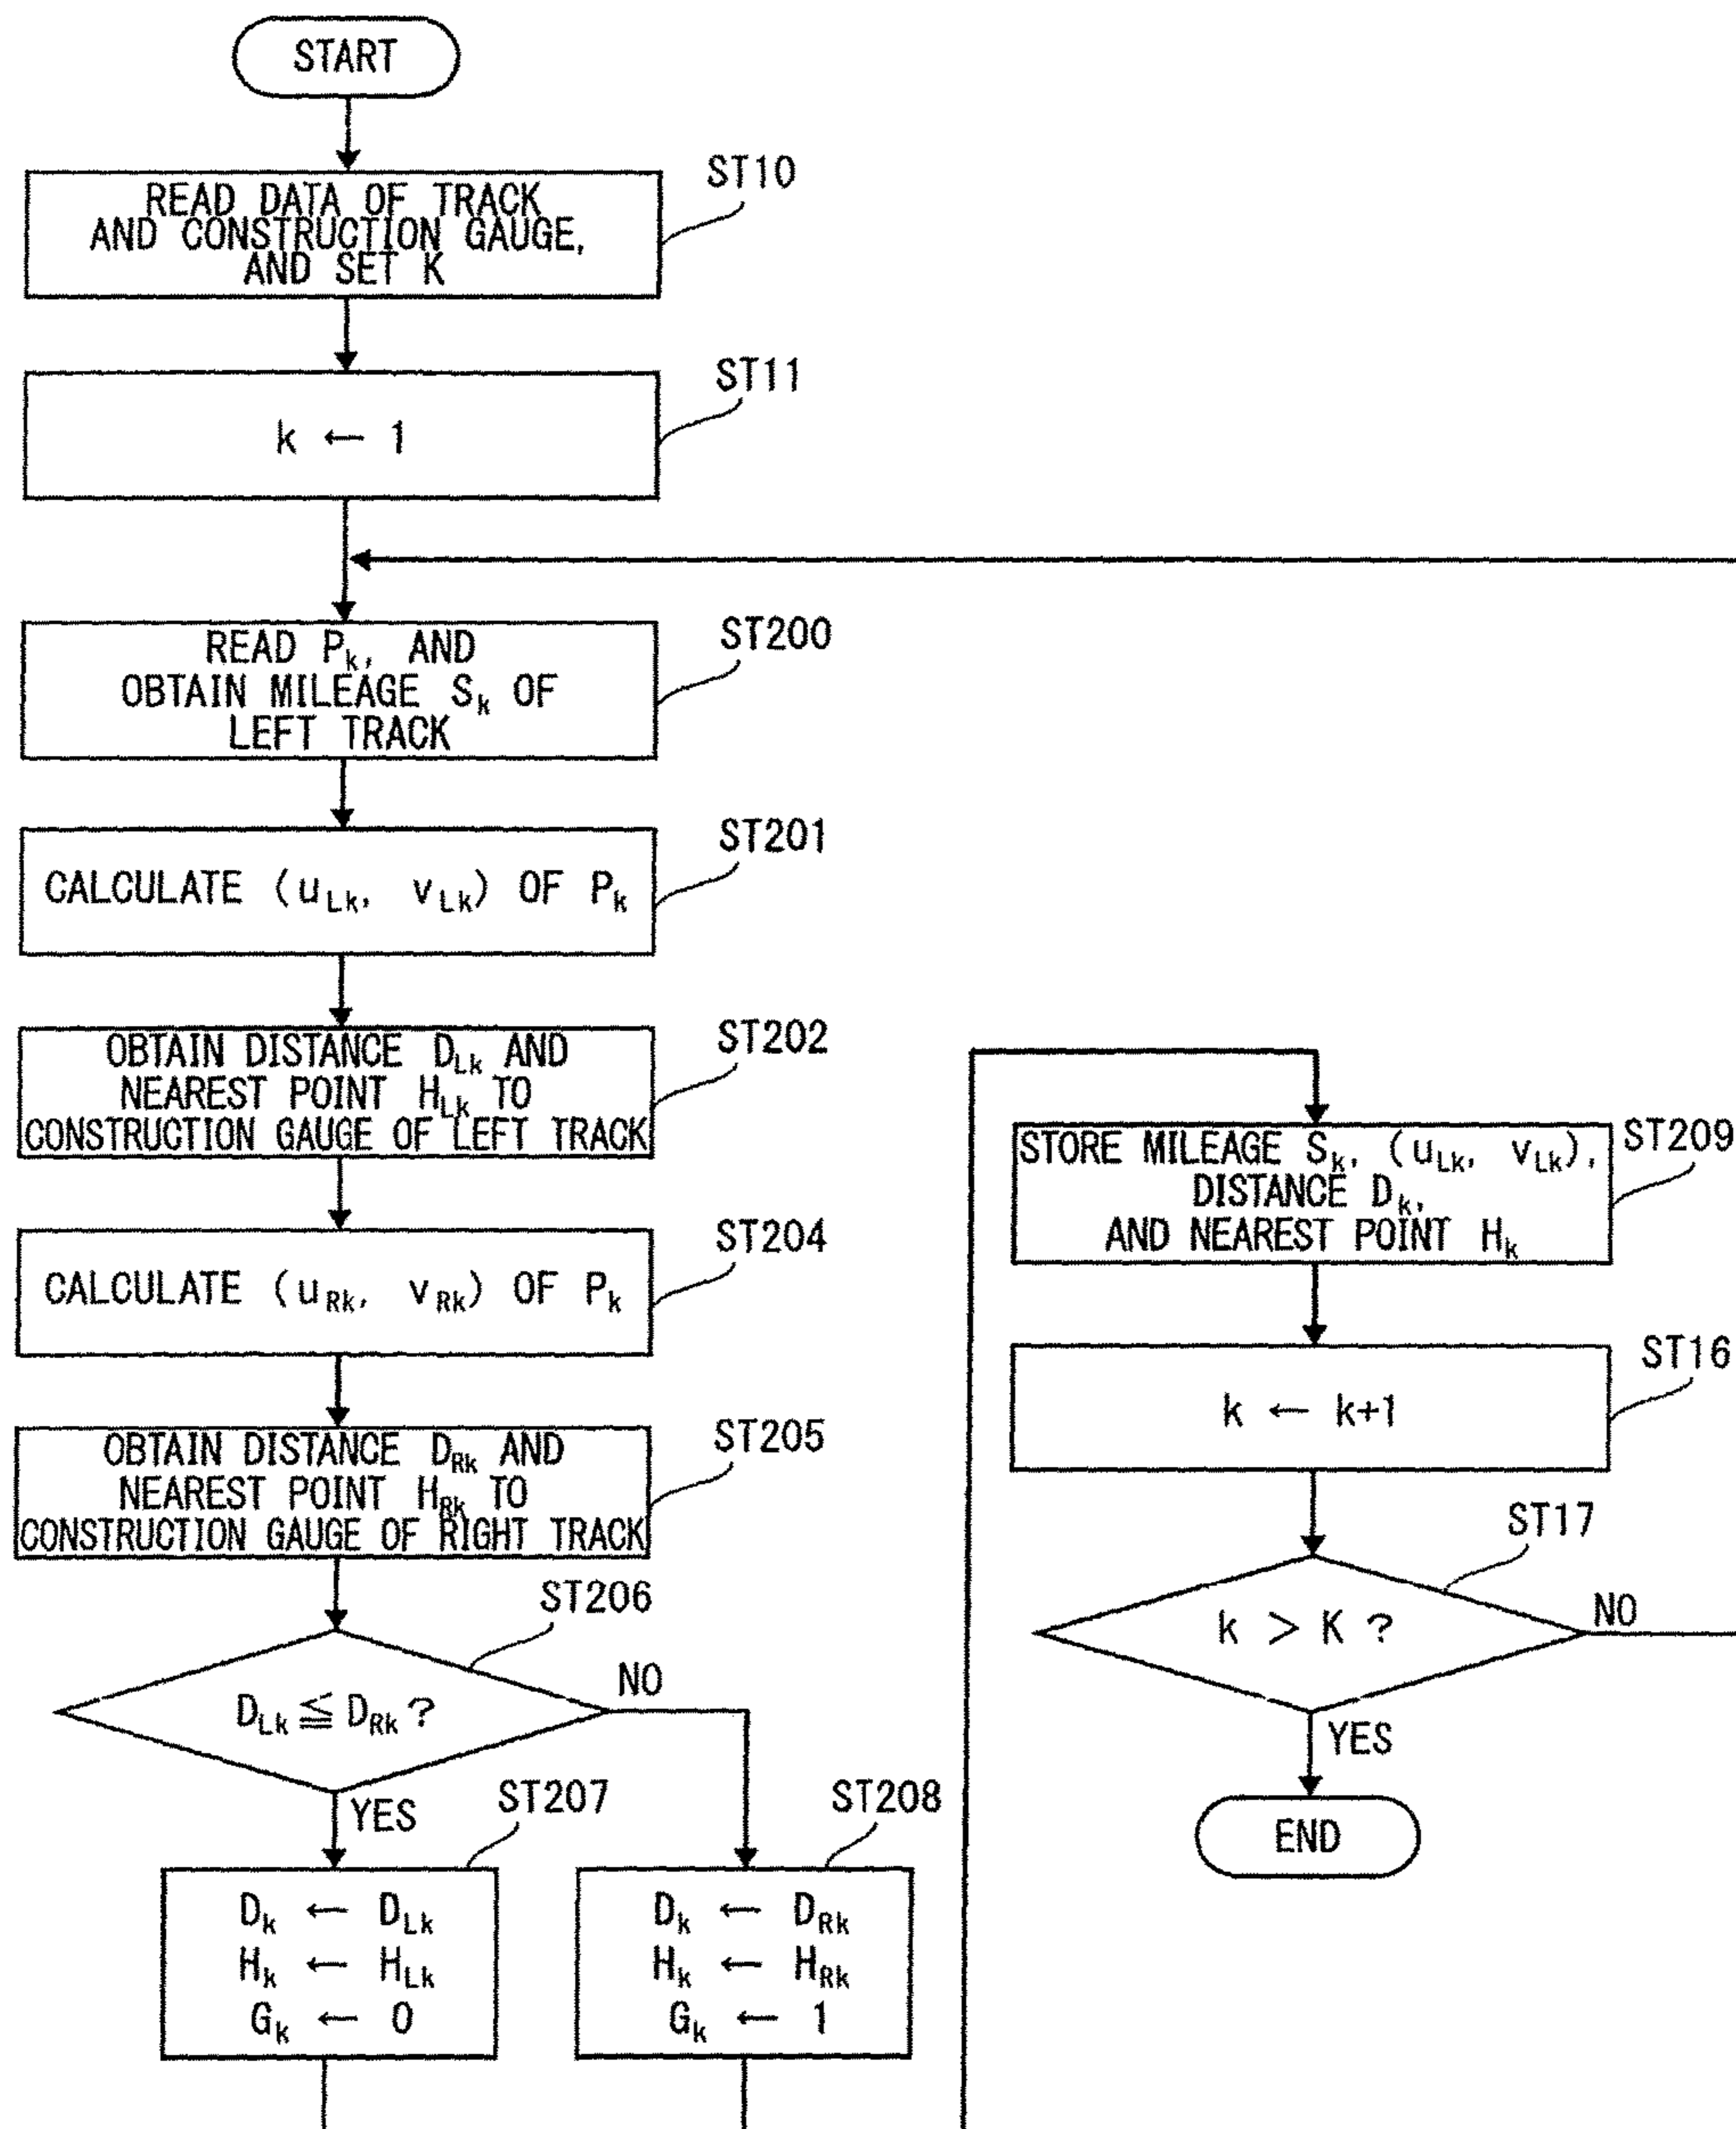 START
ST10
READ DATA OF TRACK
AND CONSTRUCTION GAUGE,
AND SET K
ST11
k ← 1
ST200
READ Pk, AND
OBTAIN MILEAGE Sk OF
LEFT TRACK
ST201
CALCULATE (uLk, vLk) OF Pk
ST202
OBTAIN DISTANCE DLk AND
NEAREST POINT HLk TO
CONSTRUCTION GAUGE OF LEFT TRACK
ST204
CALCULATE (uRk, vRk) OF Pk
ST205
OBTAIN DISTANCE DRk AND
NEAREST POINT HRk TO
CONSTRUCTION GAUGE OF RIGHT TRACK
ST206
DLk ≦ DRk ?
NO
YES
ST207
Dk ← DLk
Hk ← HLk
Gk ← 0
ST208
Dk ← DRk
Hk ← HRk
Gk ← 1
ST209
STORE MILEAGE Sk, (uLk, vLk),
DISTANCE Dk,
AND NEAREST POINT Hk
ST16
k ← k+1
ST17
k > K ?
NO
YES
END